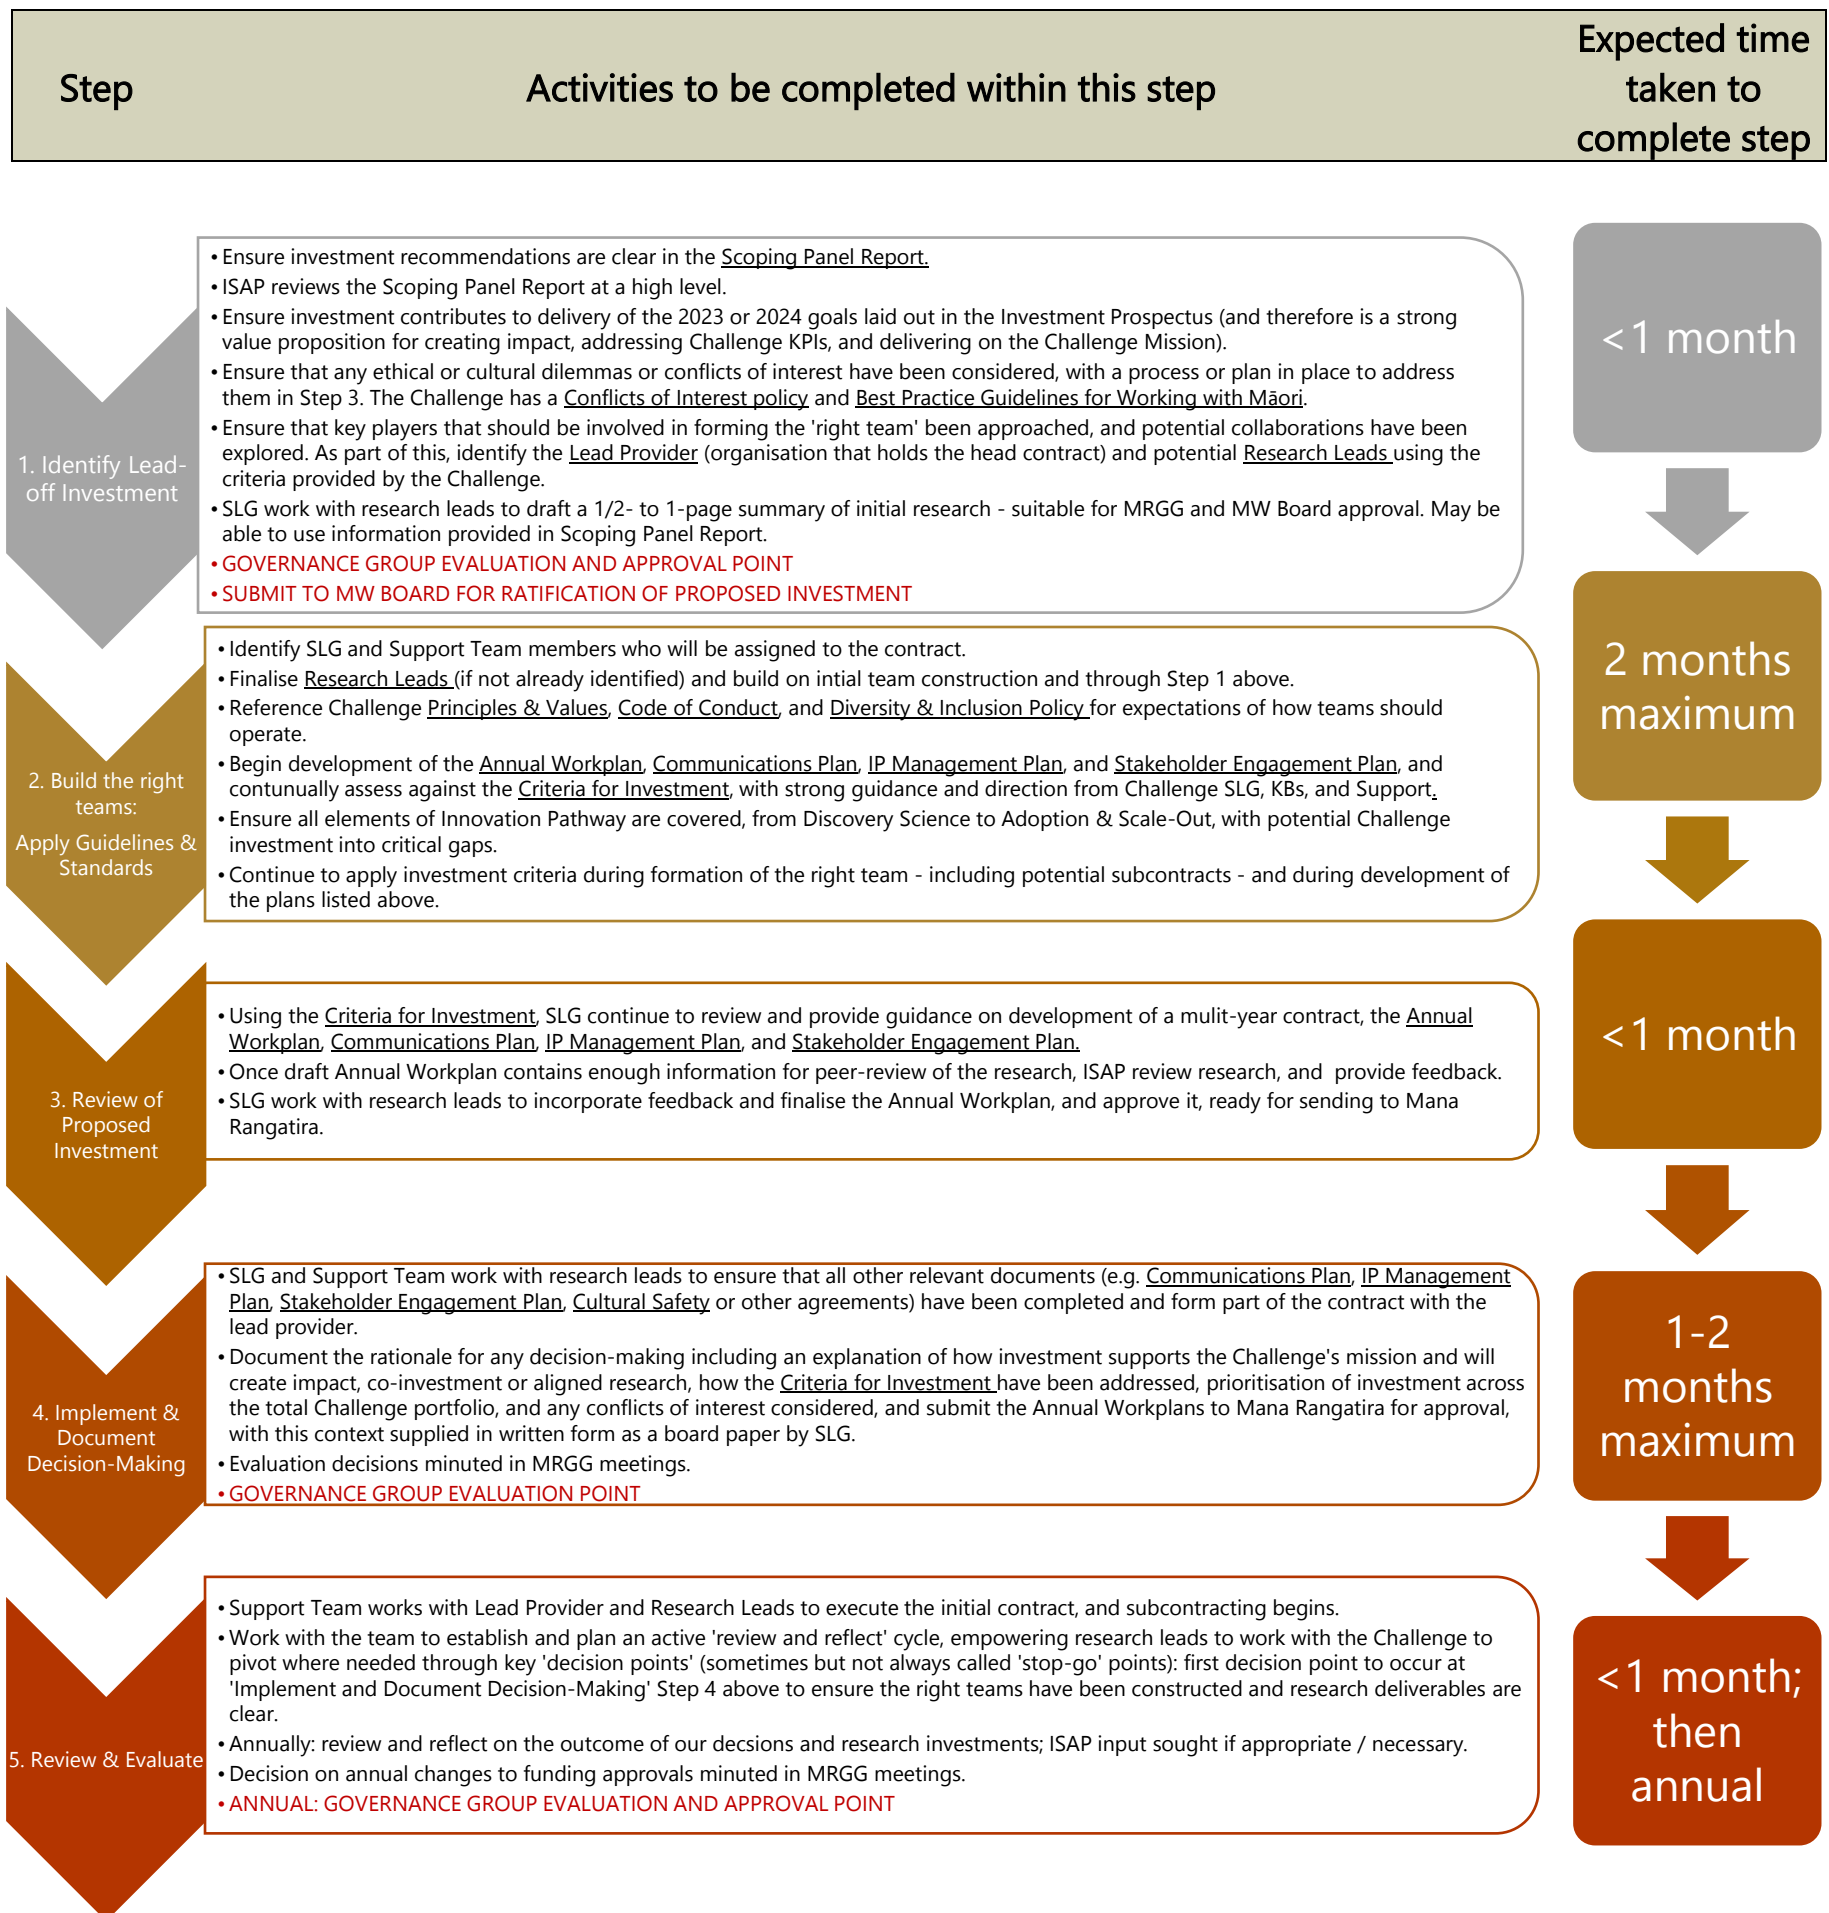 Step
Activities to be completed within this step
Expected time
taken to
complete step
1. Identify Lead-
off Investment
• Ensure investment recommendations are clear in the Scoping Panel Report.
• ISAP reviews the Scoping Panel Report at a high level.
• Ensure investment contributes to delivery of the 2023 or 2024 goals laid out in the Investment Prospectus (and therefore is a strong
value proposition for creating impact, addressing Challenge KPIs, and delivering on the Challenge Mission).
• Ensure that any ethical or cultural dilemmas or conflicts of interest have been considered, with a process or plan in place to address
them in Step 3. The Challenge has a Conflicts of Interest policy and Best Practice Guidelines for Working with Māori.
• Ensure that key players that should be involved in forming the 'right team' been approached, and potential collaborations have been
explored. As part of this, identify the Lead Provider (organisation that holds the head contract) and potential Research Leads using the
criteria provided by the Challenge.
• SLG work with research leads to draft a 1/2- to 1-page summary of initial research - suitable for MRGG and MW Board approval. May be
able to use information provided in Scoping Panel Report.
• GOVERNANCE GROUP EVALUATION AND APPROVAL POINT
• SUBMIT TO MW BOARD FOR RATIFICATION OF PROPOSED INVESTMENT
<1 month
2. Build the right
teams:
Apply Guidelines &
Standards
• Identify SLG and Support Team members who will be assigned to the contract.
• Finalise Research Leads (if not already identified) and build on intial team construction and through Step 1 above.
• Reference Challenge Principles & Values, Code of Conduct, and Diversity & Inclusion Policy for expectations of how teams should
operate.
• Begin development of the Annual Workplan, Communications Plan, IP Management Plan, and Stakeholder Engagement Plan, and
contunually assess against the Criteria for Investment, with strong guidance and direction from Challenge SLG, KBs, and Support.
• Ensure all elements of Innovation Pathway are covered, from Discovery Science to Adoption & Scale-Out, with potential Challenge
investment into critical gaps.
• Continue to apply investment criteria during formation of the right team - including potential subcontracts - and during development of
the plans listed above.
2 months
maximum
3. Review of
Proposed
Investment
• Using the Criteria for Investment, SLG continue to review and provide guidance on development of a mulit-year contract, the Annual
Workplan, Communications Plan, IP Management Plan, and Stakeholder Engagement Plan.
• Once draft Annual Workplan contains enough information for peer-review of the research, ISAP review research, and  provide feedback.
• SLG work with research leads to incorporate feedback and finalise the Annual Workplan, and approve it, ready for sending to Mana
Rangatira.
<1 month
4. Implement &
Document
Decision-Making
• SLG and Support Team work with research leads to ensure that all other relevant documents (e.g. Communications Plan, IP Management
Plan, Stakeholder Engagement Plan, Cultural Safety or other agreements) have been completed and form part of the contract with the
lead provider.
• Document the rationale for any decision-making including an explanation of how investment supports the Challenge's mission and will
create impact, co-investment or aligned research, how the Criteria for Investment have been addressed, prioritisation of investment across
the total Challenge portfolio, and any conflicts of interest considered, and submit the Annual Workplans to Mana Rangatira for approval,
with this context supplied in written form as a board paper by SLG.
• Evaluation decisions minuted in MRGG meetings.
• GOVERNANCE GROUP EVALUATION POINT
1-2
months
maximum
5. Review & Evaluate
• Support Team works with Lead Provider and Research Leads to execute the initial contract, and subcontracting begins.
• Work with the team to establish and plan an active 'review and reflect' cycle, empowering research leads to work with the Challenge to
pivot where needed through key 'decision points' (sometimes but not always called 'stop-go' points): first decision point to occur at
'Implement and Document Decision-Making' Step 4 above to ensure the right teams have been constructed and research deliverables are
clear.
• Annually: review and reflect on the outcome of our decsions and research investments; ISAP input sought if appropriate / necessary.
• Decision on annual changes to funding approvals minuted in MRGG meetings.
• ANNUAL: GOVERNANCE GROUP EVALUATION AND APPROVAL POINT
<1 month;
then
annual